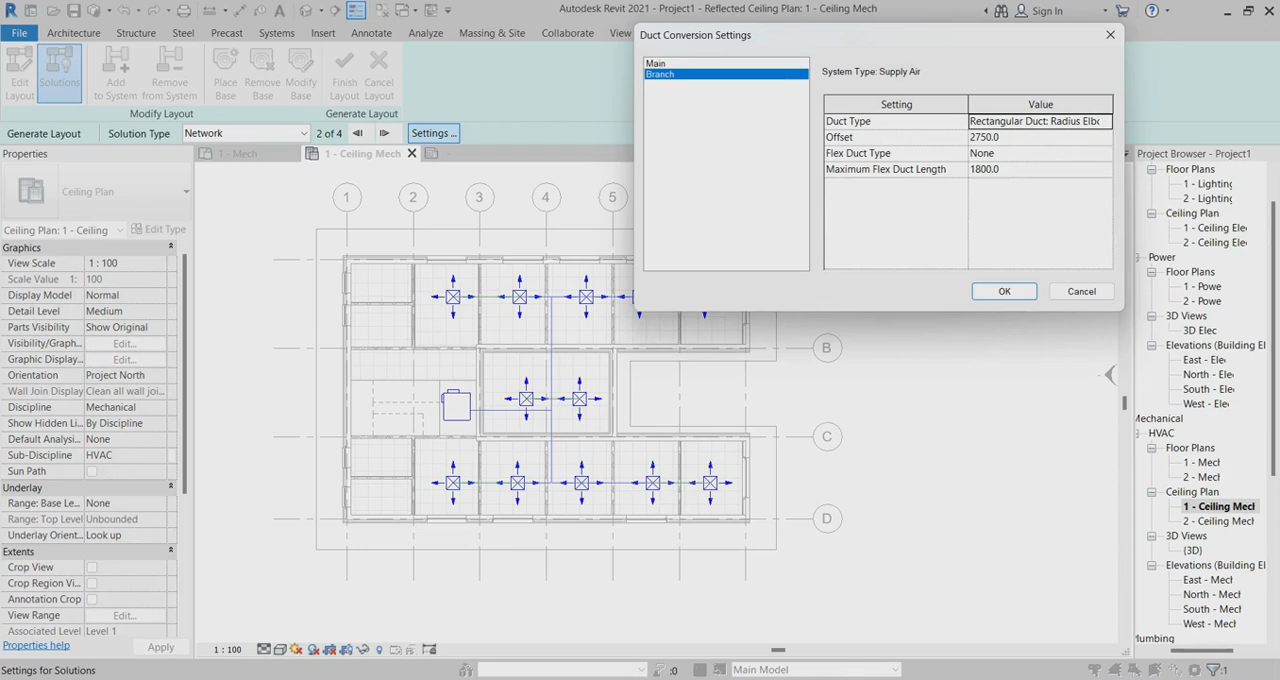 Autodesk Revit 2021 - Project1 - Reflected Ceiling Plan: 1 - Ceiling Mech
Sign In
File Architecture Structure Steel Precast Systems Insert Annotate Analyze Massing & Site Collaborate View
Edit Layout
Solutions
Add to System
Remove from System
Place Base
Remove Base
Modify Base
Finish Layout
Cancel Layout
Modify Layout
Generate Layout
Generate Layout Solution Type Network 2 of 4 Settings ...
Duct Conversion Settings
Main
Branch
System Type: Supply Air
Setting Value
Duct Type Rectangular Duct: Radius Elbc
Offset 2750.0
Flex Duct Type None
Maximum Flex Duct Length 1800.0
OK Cancel
Properties
1 - Mech
1 - Ceiling Mech
Ceiling Plan
Ceiling Plan: 1 - Ceiling Edit Type
Graphics
View Scale 1 : 100
Scale Value 1: 100
Display Model Normal
Detail Level Medium
Parts Visibility Show Original
Visibility/Graph... Edit...
Graphic Display... Edit...
Orientation Project North
Wall Join Display Clean all wall joi...
Discipline Mechanical
Show Hidden Li... By Discipline
Default Analysi... None
Sub-Discipline HVAC
Sun Path
Underlay
Range: Base Le... None
Range: Top Level Unbounded
Underlay Orient... Look up
Extents
Crop View
Crop Region Vi...
Annotation Crop
View Range Edit...
Associated Level Level 1
Properties help Apply
1 2 3 4 5
B
C
D
1 : 100
Project Browser - Project1
Floor Plans
1 - Lighting
2 - Lighting
Ceiling Plan
1 - Ceiling Elec
2 - Ceiling Elec
Power
Floor Plans
1 - Powe
2 - Powe
3D Views
3D Elec
Elevations (Building El
East - Elec
North - Elec
South - Elec
West - Elec
Mechanical
HVAC
Floor Plans
1 - Mech
2 - Mech
Ceiling Plan
1 - Ceiling Mech
2 - Ceiling Mech
3D Views
{3D}
Elevations (Building El
East - Mech
North - Mech
South - Mech
West - Mech
Plumbing
Settings for Solutions
:0
Main Model
:1